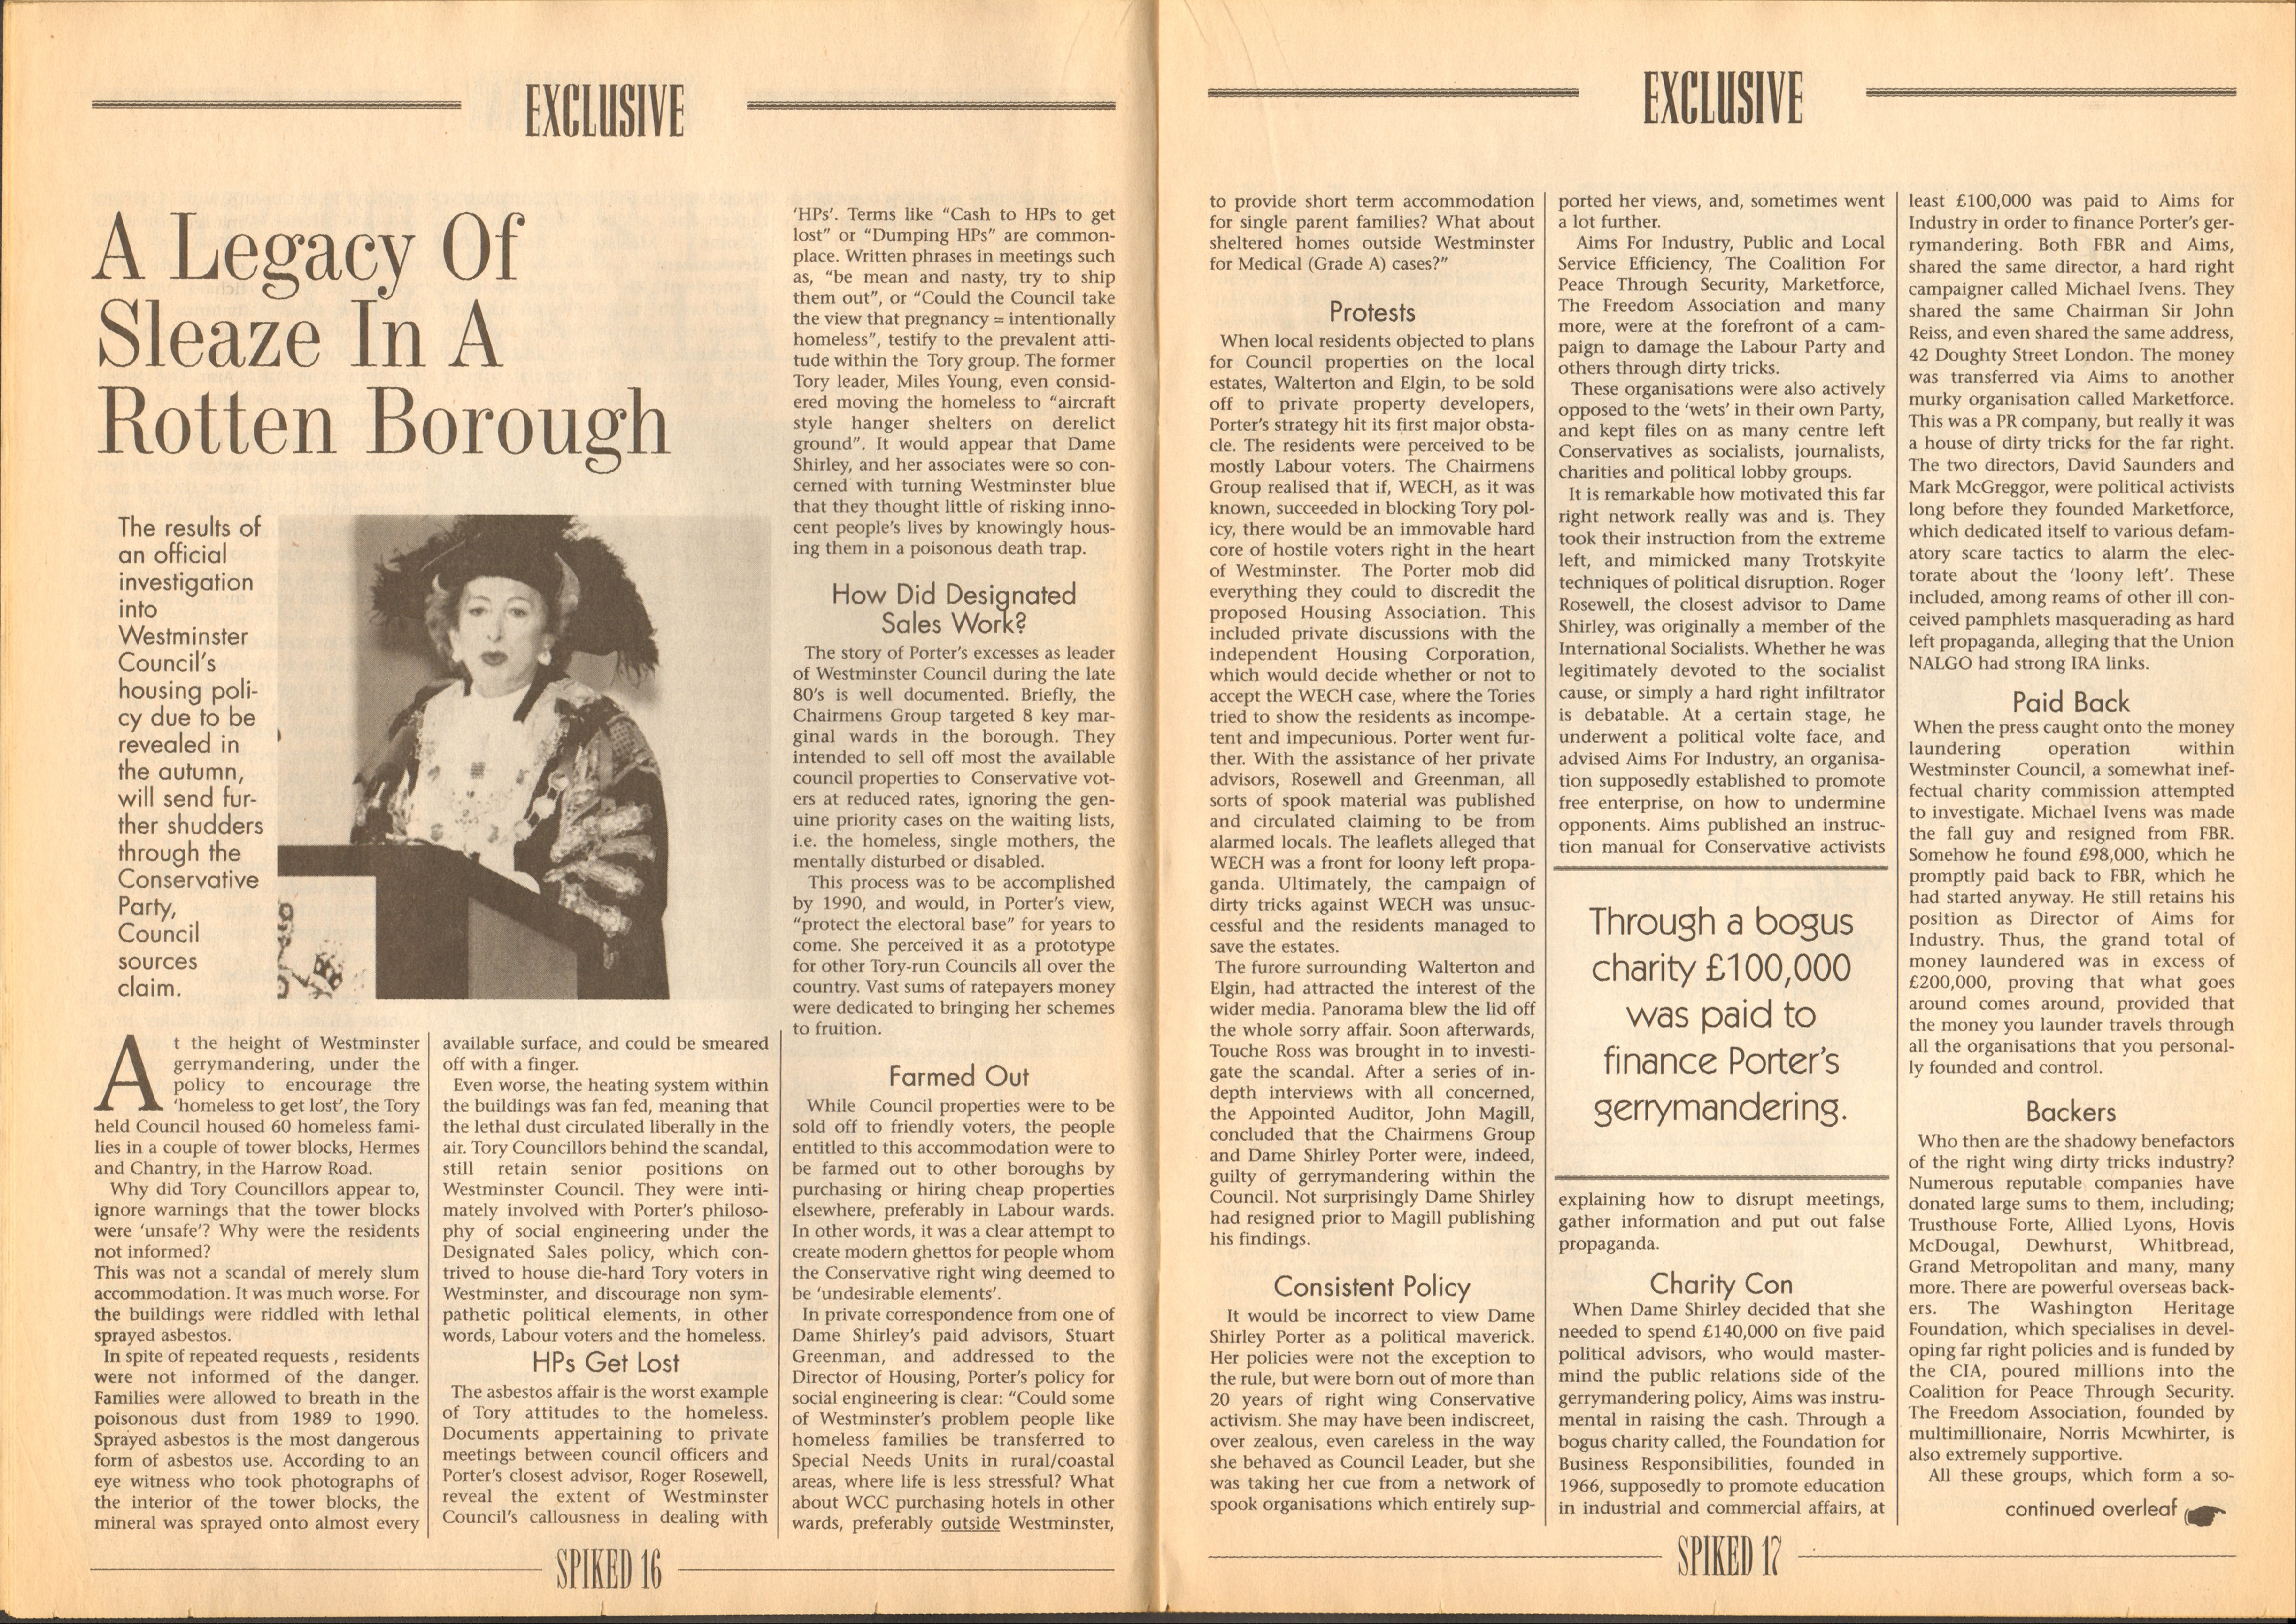 EXCLUSIVE
A Legacy Of
Sleaze In A
Rotten Borough
The results of
an official
investigation
into
Westminster
Council's
housing poli-
cy due to be
revealed in
the autumn,
will send fur-
ther shudders
through the
Conservative
Party,
Council
sources
claim.
At the height of Westminster
gerrymandering, under the
policy to encourage the
'homeless to get lost', the Tory
held Council housed 60 homeless fami-
lies in a couple of tower blocks, Hermes
and Chantry, in the Harrow Road.
Why did Tory Councillors appear to,
ignore warnings that the tower blocks
were 'unsafe'? Why were the residents
not informed?
This was not a scandal of merely slum
accommodation. It was much worse. For
the buildings were riddled with lethal
sprayed asbestos.
In spite of repeated requests , residents
were not informed of the danger.
Families were allowed to breath in the
poisonous dust from 1989 to 1990.
Sprayed asbestos is the most dangerous
form of asbestos use. According to an
eye witness who took photographs of
the interior of the tower blocks, the
mineral was sprayed onto almost every
available surface, and could be smeared
off with a finger.
Even worse, the heating system within
the buildings was fan fed, meaning that
the lethal dust circulated liberally in the
air. Tory Councillors behind the scandal,
still retain senior positions on
Westminster Council. They were inti-
mately involved with Porter's philoso-
phy of social engineering under the
Designated Sales policy, which con-
trived to house die-hard Tory voters in
Westminster, and discourage non sym-
pathetic political elements, in other
words, Labour voters and the homeless.
HPs Get Lost
The asbestos affair is the worst example
of Tory attitudes to the homeless.
Documents appertaining to private
meetings between council officers and
Porter's closest advisor, Roger Rosewell,
reveal the extent of Westminster
Council's callousness in dealing with
'HPs'. Terms like "Cash to HPs to get
lost" or "Dumping HPs" are common-
place. Written phrases in meetings such
as, "be mean and nasty, try to ship
them out", or "Could the Council take
the view that pregnancy = intentionally
homeless", testify to the prevalent atti-
tude within the Tory group. The former
Tory leader, Miles Young, even consid-
ered moving the homeless to "aircraft
style hanger shelters on derelict
ground". It would appear that Dame
Shirley, and her associates were so con-
cerned with turning Westminster blue
that they thought little of risking inno-
cent people's lives by knowingly hous-
ing them in a poisonous death trap.
How Did Designated
Sales Work?
The story of Porter's excesses as leader
of Westminster Council during the late
80's is well documented. Briefly, the
Chairmens Group targeted 8 key mar-
ginal wards in the borough. They
intended to sell off most the available
council properties to Conservative vot-
ers at reduced rates, ignoring the gen-
uine priority cases on the waiting lists,
i.e. the homeless, single mothers, the
mentally disturbed or disabled.
This process was to be accomplished
by 1990, and would, in Porter's view,
"protect the electoral base" for years to
come. She perceived it as a prototype
for other Tory-run Councils all over the
country. Vast sums of ratepayers money
were dedicated to bringing her schemes
to fruition.
Farmed Out
While Council properties were to be
sold off to friendly voters, the people
entitled to this accommodation were to
be farmed out to other boroughs by
purchasing or hiring cheap properties
elsewhere, preferably in Labour wards.
In other words, it was a clear attempt to
create modern ghettos for people whom
the Conservative right wing deemed to
be 'undesirable elements'.
In private correspondence from one of
Dame Shirley's paid advisors, Stuart
Greenman, and addressed to the
Director of Housing, Porter's policy for
social engineering is clear: "Could some
of Westminster's problem people like
homeless families be transferred to
Special Needs Units in rural/coastal
areas, where life is less stressful? What
about WCC purchasing hotels in other
wards, preferably outside Westminster,
SPIKED 16
EXCLUSIVE
to provide short term accommodation
for single parent families? What about
sheltered homes outside Westminster
for Medical (Grade A) cases?"
Protests
When local residents objected to plans
for Council properties on the local
estates, Walterton and Elgin, to be sold
off to private property developers,
Porter's strategy hit its first major obsta-
cle. The residents were perceived to be
mostly Labour voters. The Chairmens
Group realised that if, WECH, as it was
known, succeeded in blocking Tory pol-
icy, there would be an immovable hard
core of hostile voters right in the heart
of Westminster. The Porter mob did
everything they could to discredit the
proposed Housing Association. This
included private discussions with the
independent Housing Corporation,
which would decide whether or not to
accept the WECH case, where the Tories
tried to show the residents as incompe-
tent and impecunious. Porter went fur-
ther. With the assistance of her private
advisors, Rosewell and Greenman, all
sorts of spook material was published
and circulated claiming to be from
alarmed locals. The leaflets alleged that
WECH was a front for loony left propa-
ganda. Ultimately, the campaign of
dirty tricks against WECH was unsuc-
cessful and the residents managed to
save the estates.
The furore surrounding Walterton and
Elgin, had attracted the interest of the
wider media. Panorama blew the lid off
the whole sorry affair. Soon afterwards,
Touche Ross was brought in to investi-
gate the scandal. After a series of in-
depth interviews with all concerned,
the Appointed Auditor, John Magill,
concluded that the Chairmens Group
and Dame Shirley Porter were, indeed,
guilty of gerrymandering within the
Council. Not surprisingly Dame Shirley
had resigned prior to Magill publishing
his findings.
Consistent Policy
It would be incorrect to view Dame
Shirley Porter as a political maverick.
Her policies were not the exception to
the rule, but were born out of more than
20 years of right wing Conservative
activism. She may have been indiscreet,
over zealous, even careless in the way
she behaved as Council Leader, but she
was taking her cue from a network of
spook organisations which entirely sup-
ported her views, and, sometimes went
a lot further.
Aims For Industry, Public and Local
Service Efficiency, The Coalition For
Peace Through Security, Marketforce,
The Freedom Association and many
more, were at the forefront of a cam-
paign to damage the Labour Party and
others through dirty tricks.
These organisations were also actively
opposed to the 'wets' in their own Party,
and kept files on as many centre left
Conservatives as socialists, journalists,
charities and political lobby groups.
It is remarkable how motivated this far
right network really was and is. They
took their instruction from the extreme
left, and mimicked many Trotskyite
techniques of political disruption. Roger
Rosewell, the closest advisor to Dame
Shirley, was originally a member of the
International Socialists. Whether he was
legitimately devoted to the socialist
cause, or simply a hard right infiltrator
is debatable. At a certain stage, he
underwent a political volte face, and
advised Aims For Industry, an organisa-
tion supposedly established to promote
free enterprise, on how to undermine
opponents. Aims published an instruc-
tion manual for Conservative activists
Through a bogus
charity £100,000
was paid to
finance Porter's
gerrymandering.
explaining how to disrupt meetings,
gather information and put out false
propaganda.
Charity Con
When Dame Shirley decided that she
needed to spend £140,000 on five paid
political advisors, who would master-
mind the public relations side of the
gerrymandering policy, Aims was instru-
mental in raising the cash. Through a
bogus charity called, the Foundation for
Business Responsibilities, founded in
1966, supposedly to promote education
in industrial and commercial affairs, at
least £100,000 was paid to Aims for
Industry in order to finance Porter's ger-
rymandering. Both FBR and Aims,
shared the same director, a hard right
campaigner called Michael Ivens. They
shared the same Chairman Sir John
Reiss, and even shared the same address,
42 Doughty Street London. The money
was transferred via Aims to another
murky organisation called Marketforce.
This was a PR company, but really it was
a house of dirty tricks for the far right.
The two directors, David Saunders and
Mark McGreggor, were political activists
long before they founded Marketforce,
which dedicated itself to various defam-
atory scare tactics to alarm the elec-
torate about the 'loony left'. These
included, among reams of other ill con-
ceived pamphlets masquerading as hard
left propaganda, alleging that the Union
NALGO had strong IRA links.
Paid Back
When the press caught onto the money
laundering operation within
Westminster Council, a somewhat inef-
fectual charity commission attempted
to investigate. Michael Ivens was made
the fall guy and resigned from FBR.
Somehow he found £98,000, which he
promptly paid back to FBR, which he
had started anyway. He still retains his
position as Director of Aims for
Industry. Thus, the grand total of
money laundered was in excess of
£200,000, proving that what goes
around comes around, provided that
the money you launder travels through
all the organisations that you personal-
ly founded and control.
Backers
Who then are the shadowy benefactors
of the right wing dirty tricks industry?
Numerous reputable companies have
donated large sums to them, including;
Trusthouse Forte, Allied Lyons, Hovis
McDougal, Dewhurst, Whitbread,
Grand Metropolitan and many, many
more. There are powerful overseas back-
ers. The Washington Heritage
Foundation, which specialises in devel-
oping far right policies and is funded by
the CIA, poured millions into the
Coalition for Peace Through Security.
The Freedom Association, founded by
multimillionaire, Norris Mcwhirter, is
also extremely supportive.
All these groups, which form a so-
continued overleaf
SPIKED 17